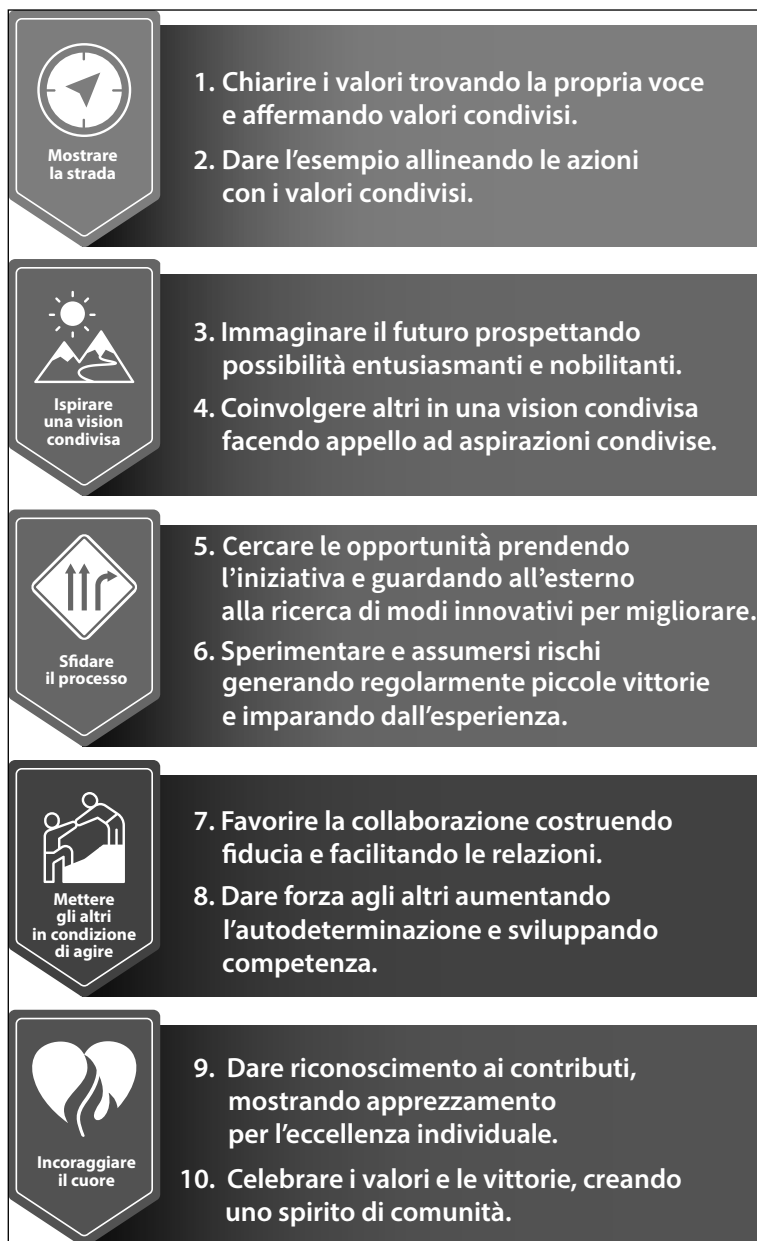 Mostrare
la strada
1. Chiarire i valori trovando la propria voce
e affermando valori condivisi.
2. Dare l’esempio allineando le azioni
con i valori condivisi.
Ispirare
una vision
condivisa
3. Immaginare il futuro prospettando
possibilità entusiasmanti e nobilitanti.
4. Coinvolgere altri in una vision condivisa
facendo appello ad aspirazioni condivise.
Sfidare
il processo
5. Cercare le opportunità prendendo
l’iniziativa e guardando all’esterno
alla ricerca di modi innovativi per migliorare.
6. Sperimentare e assumersi rischi
generando regolarmente piccole vittorie
e imparando dall’esperienza.
Mettere
gli altri
in condizione
di agire
7. Favorire la collaborazione costruendo
fiducia e facilitando le relazioni.
8. Dare forza agli altri aumentando
l’autodeterminazione e sviluppando
competenza.
Incoraggiare
il cuore
9. Dare riconoscimento ai contributi,
mostrando apprezzamento
per l’eccellenza individuale.
10. Celebrare i valori e le vittorie, creando
uno spirito di comunità.